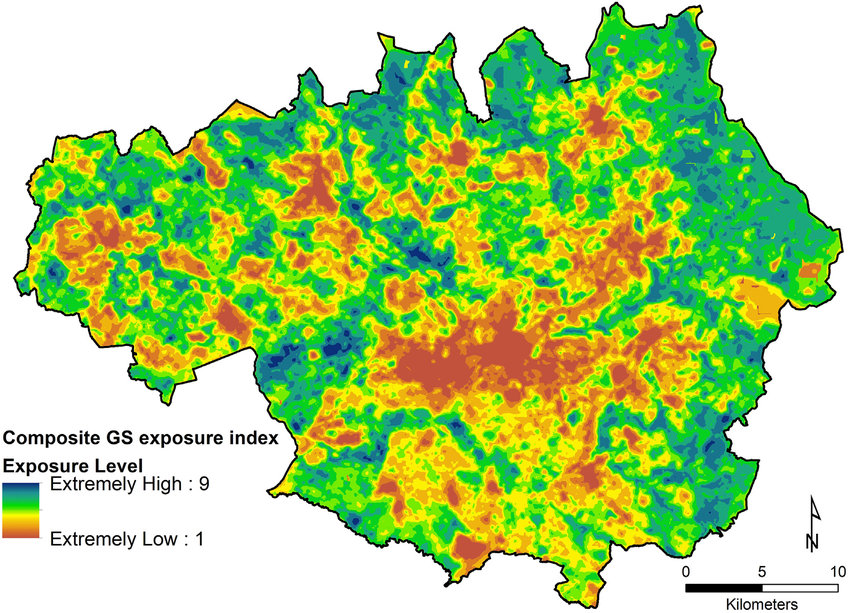 Composite GS exposure index
Exposure Level
Extremely High : 9
Extremely Low : 1
N
0 5 10
Kilometers